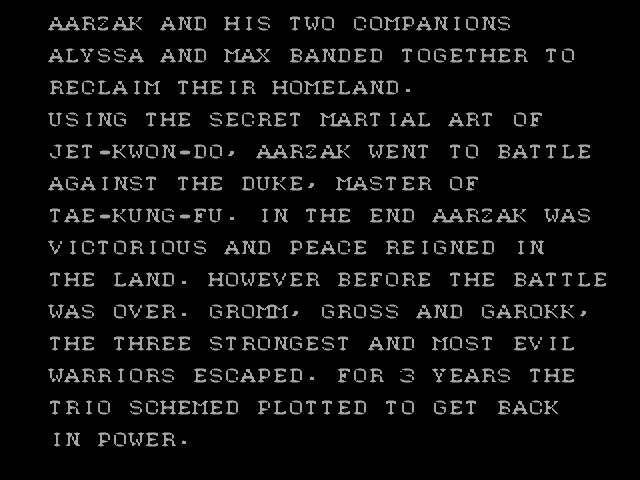 AARZAK AND HIS TWO COMPANIONS
ALYSSA AND MAX BANDED TOGETHER TO
RECLAIM THEIR HOMELAND.
USING THE SECRET MARTIAL ART OF
JET-KWON-DO, AARZAK WENT TO BATTLE
AGAINST THE DUKE, MASTER OF
TAE-KUNG-FU. IN THE END AARZAK WAS
VICTORIOUS AND PEACE REIGNED IN
THE LAND. HOWEVER BEFORE THE BATTLE
WAS OVER. GROMM, GROSS AND GAROKK,
THE THREE STRONGEST AND MOST EVIL
WARRIORS ESCAPED. FOR 3 YEARS THE
TRIO SCHEMED PLOTTED TO GET BACK
IN POWER.